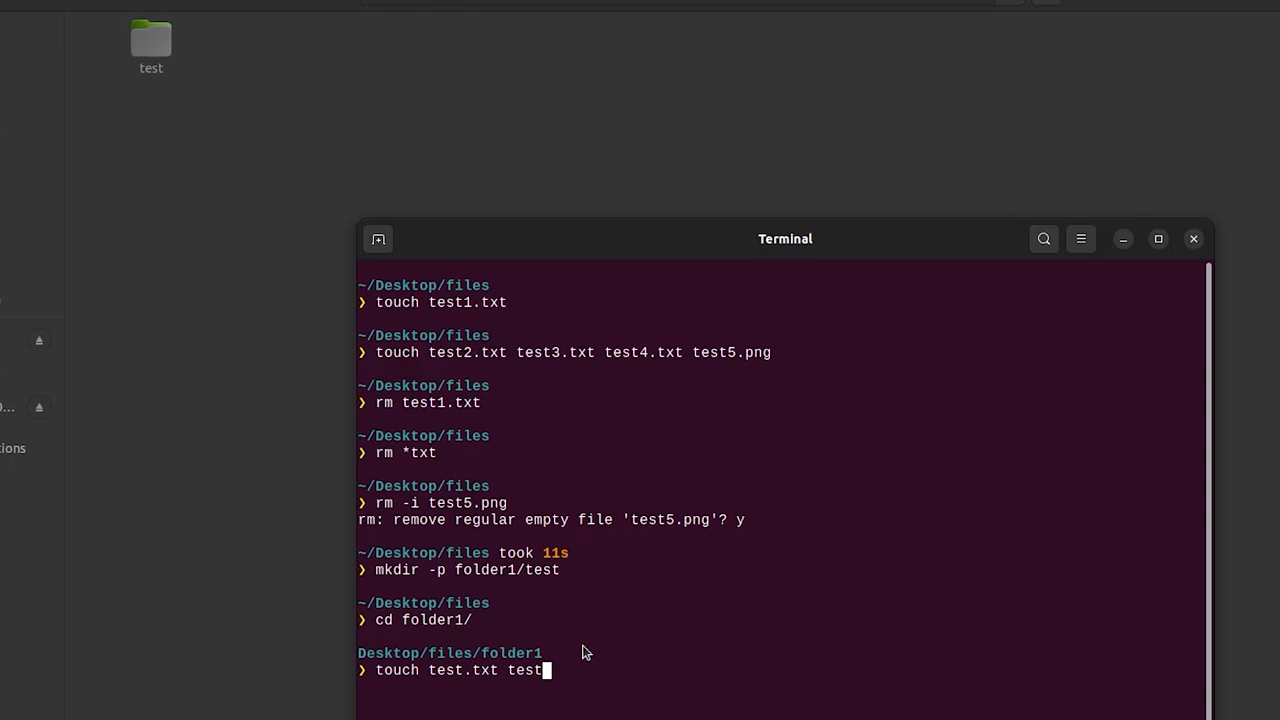 test
Terminal
~/Desktop/files
❯ touch test1.txt
~/Desktop/files
❯ touch test2.txt test3.txt test4.txt test5.png
~/Desktop/files
❯ rm test1.txt
~/Desktop/files
❯ rm *txt
~/Desktop/files
❯ rm -i test5.png
rm: remove regular empty file 'test5.png'? y
~/Desktop/files took 11s
❯ mkdir -p folder1/test
~/Desktop/files
❯ cd folder1/
Desktop/files/folder1
❯ touch test.txt test
0...
tions